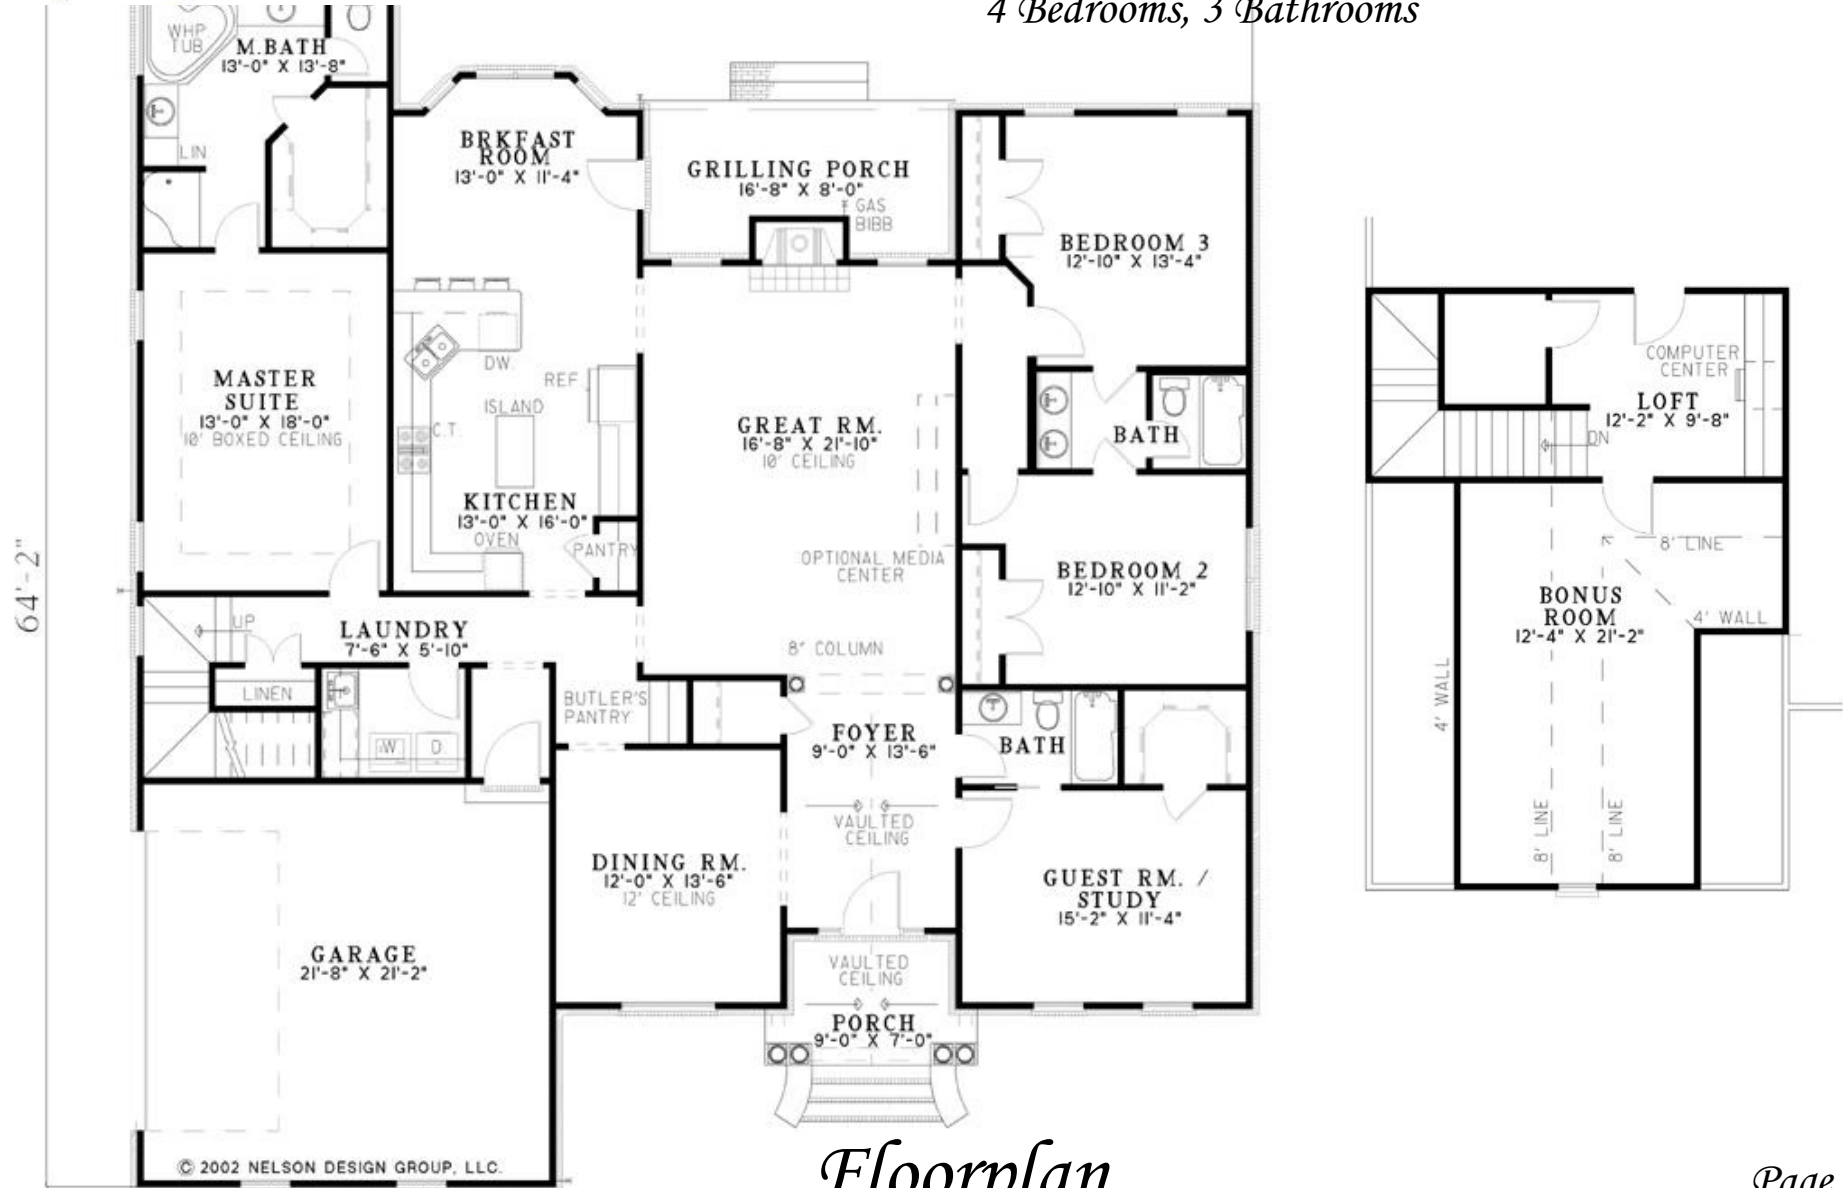 4 Bedrooms, 3 Bathrooms
WHP
TUB
M.BATH
13'-0" X 13'-8"
LIN
BRKFAST
ROOM
13'-0" X 11'-4"
GRILLING PORCH
16'-8" X 8'-0"
GAS
BIBB
BEDROOM 3
12'-10" X 13'-4"
MASTER
SUITE
13'-0" X 18'-0"
10' BOXED CEILING
DW.
REF
ISLAND
C.T.
KITCHEN
13'-0" X 16'-0"
OVEN
PANTRY
GREAT RM.
16'-8" X 21'-10"
10' CEILING
OPTIONAL MEDIA
CENTER
8" COLUMN
BATH
BEDROOM 2
12'-10" X 11'-2"
64'-2"
UP
LAUNDRY
7'-6" X 5'-10"
LINEN
W
D
BUTLER'S
PANTRY
FOYER
9'-0" X 13'-6"
VAULTED
CEILING
BATH
DINING RM.
12'-0" X 13'-6"
12' CEILING
GUEST RM. /
STUDY
15'-2" X 11'-4"
GARAGE
21'-8" X 21'-2"
VAULTED
CEILING
PORCH
9'-0" X 7'-0"
© 2002 NELSON DESIGN GROUP, LLC.
COMPUTER
CENTER
LOFT
12'-2" X 9'-8"
DN
8' LINE
BONUS
ROOM
12'-4" X 21'-2"
4' WALL
4' WALL
8' LINE
8' LINE
Floorplan
Page